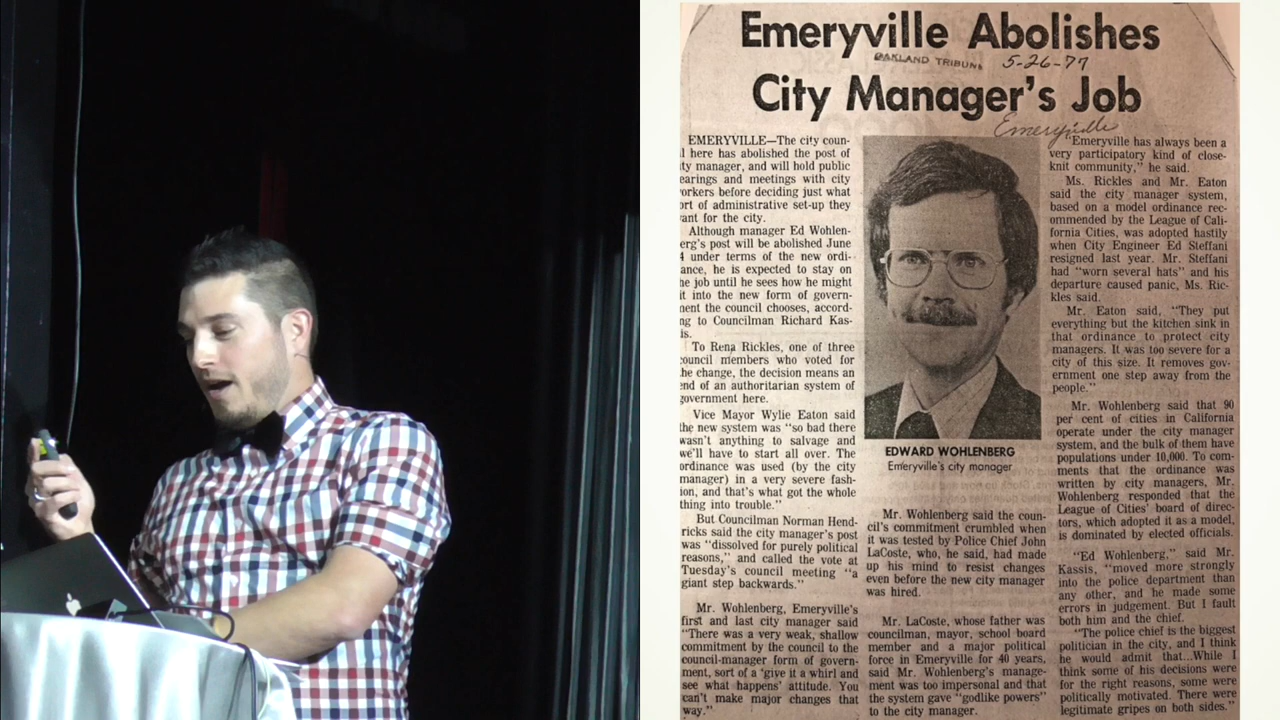 Emeryville Abolishes
OAKLAND TRIBUNE 5-26-77
City Manager's Job
Emeryville
EMERYVILLE—The city coun-
l here has abolished the post of
ity manager, and will hold public
earings and meetings with city
orkers before deciding just what
ort of administrative set-up they
ant for the city.
Although manager Ed Wohlen-
erg's post will be abolished June
4 under terms of the new ordi-
ance, he is expected to stay on
he job until he sees how he might
it into the new form of govern-
ment the council chooses, accord-
ng to Councilman Richard Kas-
is.
To Rena Rickles, one of three
council members who voted for
the change, the decision means an
end of an authoritarian system of
government here.
Vice Mayor Wylie Eaton said
the new system was "so bad there
wasn't anything to salvage and
we'll have to start all over. The
ordinance was used (by the city
manager) in a very severe fash-
ion, and that's what got the whole
thing into trouble."
But Councilman Norman Hend-
ricks said the city manager's post
was "dissolved for purely political
reasons," and called the vote at
Tuesday's council meeting "a
giant step backwards."
Mr. Wohlenberg, Emeryville's
first and last city manager said
"There was a very weak, shallow
commitment by the council to the
council-manager form of govern-
ment, sort of a 'give it a whirl and
see what happens' attitude. You
can't make major changes that
way."
EDWARD WOHLENBERG
Emeryville's city manager
Mr. Wohlenberg said the coun-
cil's commitment crumbled when
it was tested by Police Chief John
LaCoste, who, he said, had made
up his mind to resist changes
even before the new city manager
was hired.
Mr. LaCoste, whose father was
councilman, mayor, school board
member and a major political
force in Emeryville for 40 years,
said Mr. Wohlenberg's manage-
ment was too impersonal and that
the system gave "godlike powers"
to the city manager.
"Emeryville has always been a
very participatory kind of close-
knit community," he said.
Ms. Rickles and Mr. Eaton
said the city manager system,
based on a model ordinance rec-
ommended by the League of Cali-
fornia Cities, was adopted hastily
when City Engineer Ed Steffani
resigned last year. Mr. Steffani
had "worn several hats" and his
departure caused panic, Ms. Ric-
kles said.
Mr. Eaton said, "They put
everything but the kitchen sink in
that ordinance to protect city
managers. It was too severe for a
city of this size. It removes gov-
ernment one step away from the
people."
Mr. Wohlenberg said that 90
per cent of cities in California
operate under the city manager
system, and the bulk of them have
populations under 10,000. To com-
ments that the ordinance was
written by city managers, Mr.
Wohlenberg responded that the
League of Cities' board of direc-
tors, which adopted it as a model,
is dominated by elected officials.
"Ed Wohlenberg," said Mr.
Kassis, "moved more strongly
into the police department than
any other, and he made some
errors in judgement. But I fault
both him and the chief.
"The police chief is the biggest
politician in the city, and I think
he would admit that...While I
think some of his decisions were
for the right reasons, some were
politically motivated. There were
legitimate gripes on both sides."